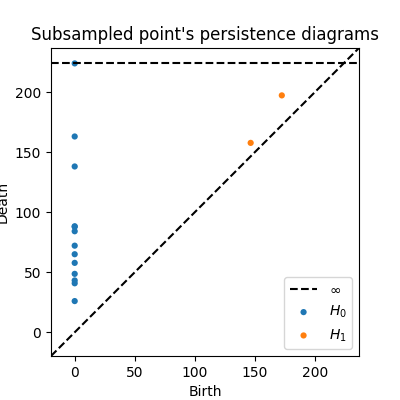 Subsampled point's persistence diagrams
Death
200
150
100
50
0
0 50 100 150 200
Birth
∞
H₀
H₁